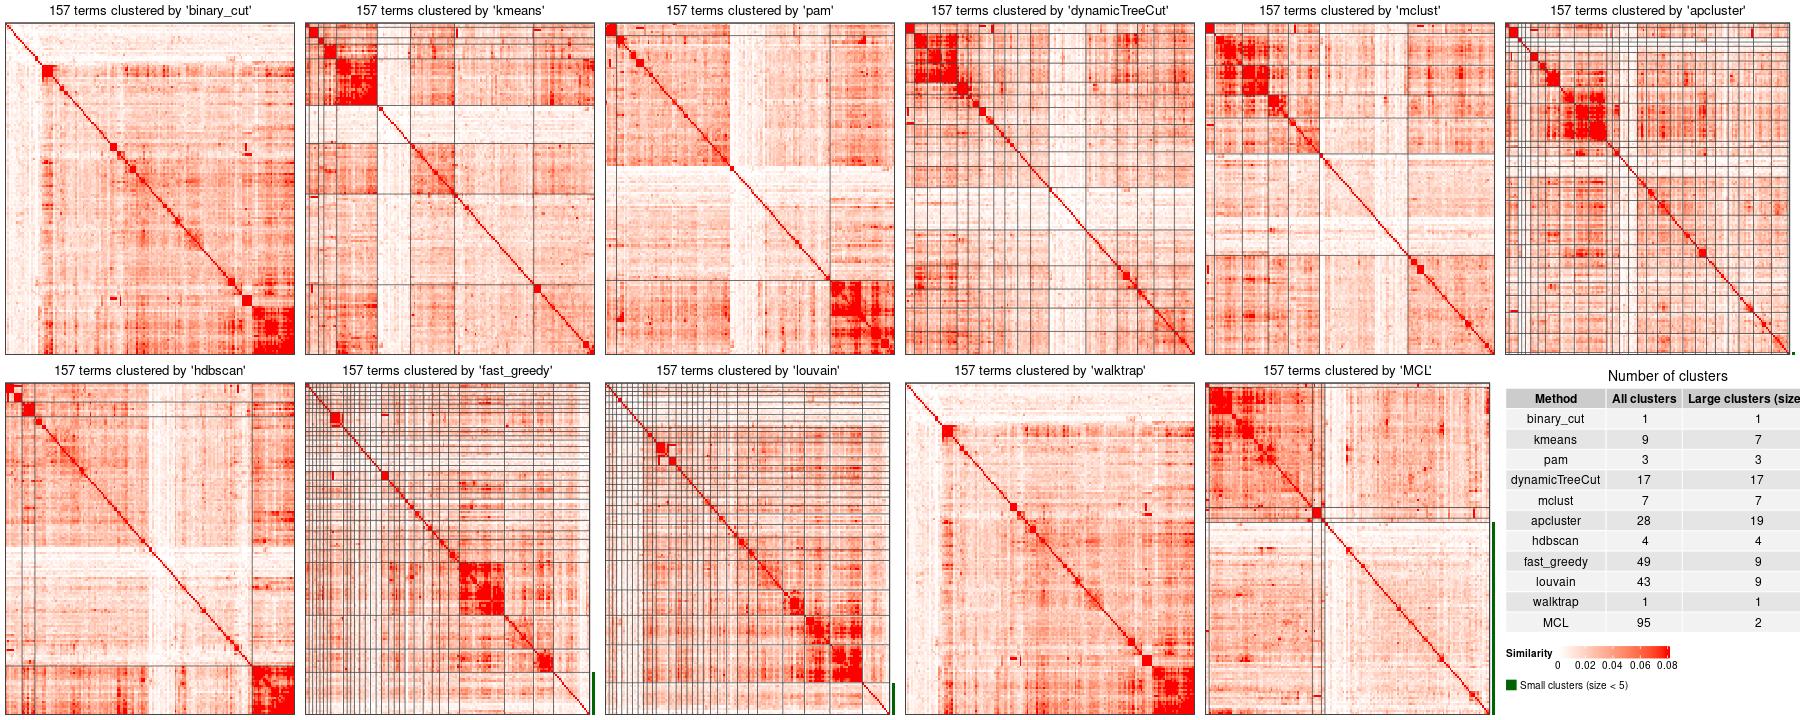 157 terms clustered by 'binary_cut'
157 terms clustered by 'kmeans'
157 terms clustered by 'pam'
157 terms clustered by 'dynamicTreeCut'
157 terms clustered by 'mclust'
157 terms clustered by 'apcluster'
157 terms clustered by 'hdbscan'
157 terms clustered by 'fast_greedy'
157 terms clustered by 'louvain'
157 terms clustered by 'walktrap'
157 terms clustered by 'MCL'
Number of clusters
Method All clusters Large clusters (size
binary_cut 1 1
kmeans 9 7
pam 3 3
dynamicTreeCut 17 17
mclust 7 7
apcluster 28 19
hdbscan 4 4
fast_greedy 49 9
louvain 43 9
walktrap 1 1
MCL 95 2
Similarity
0 0.02 0.04 0.06 0.08
Small clusters (size < 5)